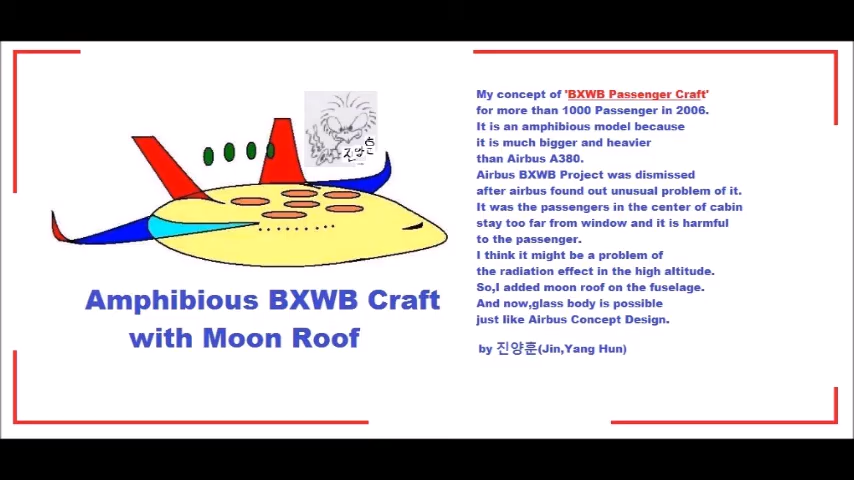 Amphibious BXWB Craft
with Moon Roof
진양훈
My concept of 'BXWB Passenger Craft'
for more than 1000 Passenger in 2006.
It is an amphibious model because
it is much bigger and heavier
than Airbus A380.
Airbus BXWB Project was dismissed
after airbus found out unusual problem of it.
It was the passengers in the center of cabin
stay too far from window and it is harmful
to the passenger.
I think it might be a problem of
the radiation effect in the high altitude.
So,I added moon roof on the fuselage.
And now,glass body is possible
just like Airbus Concept Design.
by 진양훈(Jin,Yang Hun)